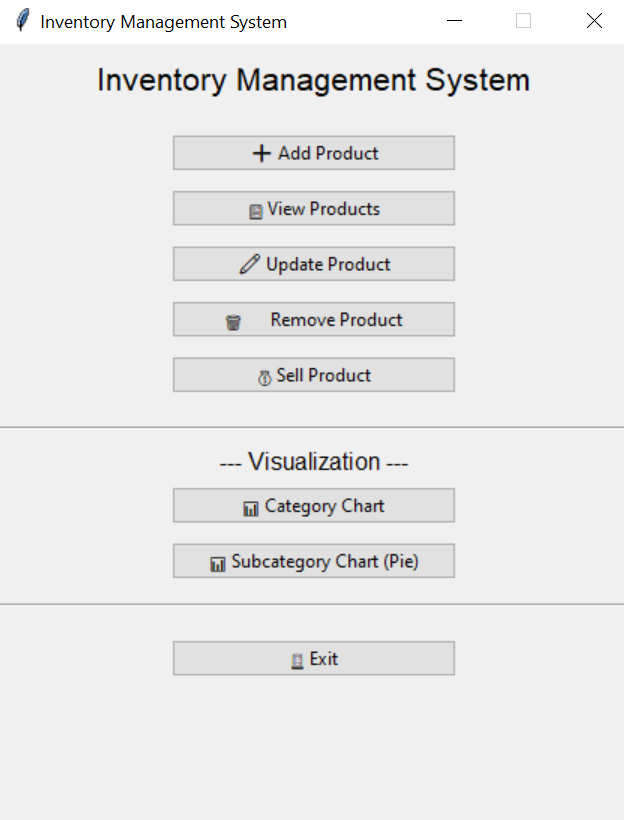 Inventory Management System
Inventory Management System
Add Product
View Products
Update Product
Remove Product
Sell Product
--- Visualization ---
Category Chart
Subcategory Chart (Pie)
Exit